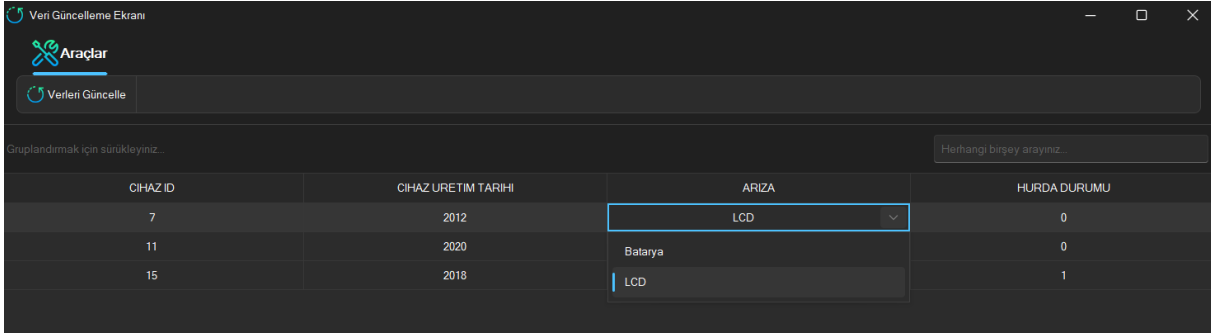 Veri Güncelleme Ekranı
Araçlar
Verleri Güncelle
Gruplandırmak için sürükleyiniz...
Herhangi birşey arayınız...
CIHAZ ID CIHAZ URETIM TARIHI ARIZA HURDA DURUMU
7 2012 LCD 0
11 2020 0
15 2018 1
Batarya
LCD